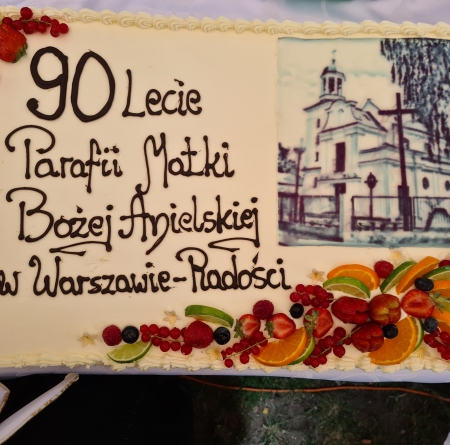 90 Lecie
Parafii Matki
Bożej Anielskiej
w Warszawie-Radości